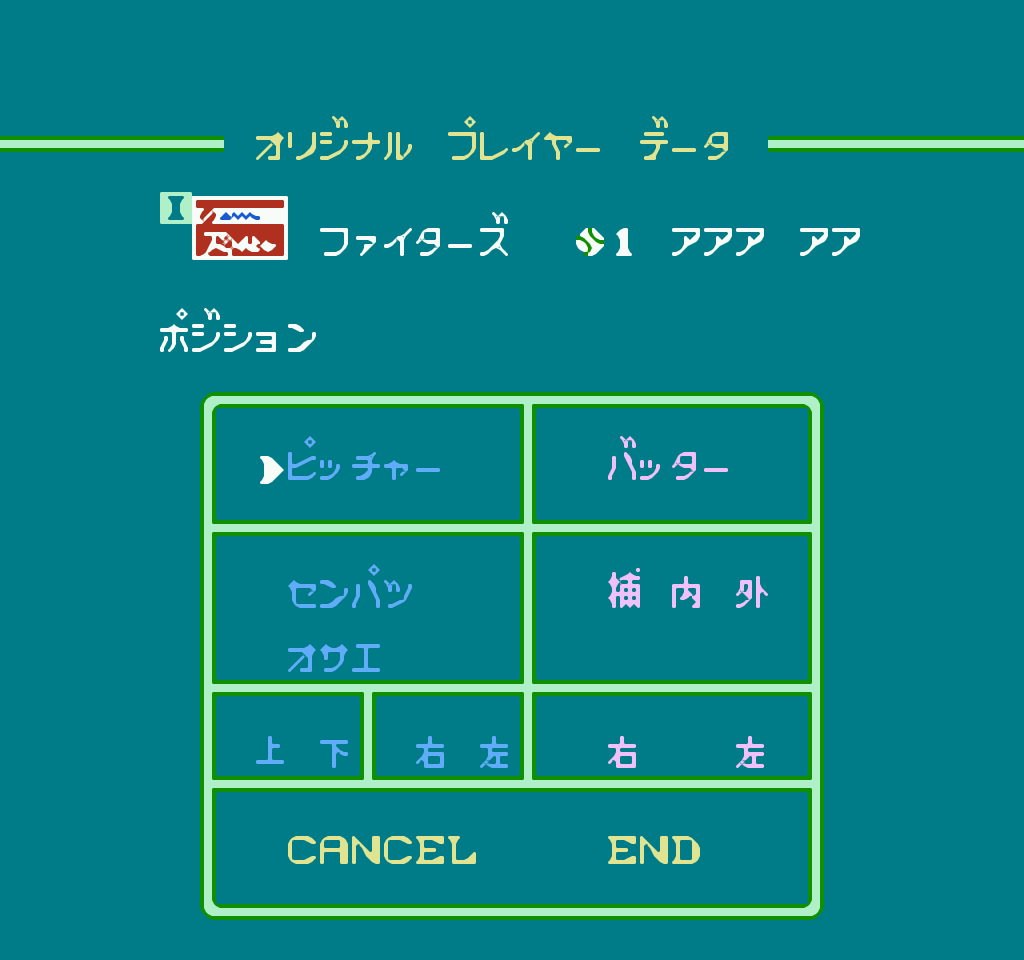 オリジナル プレイヤー データ
I ファイターズ 1 アアア アア
ポジション
ピッチャー バッター
センパツ 捕 内 外
オサエ
上 下 右 左 右 左
CANCEL END